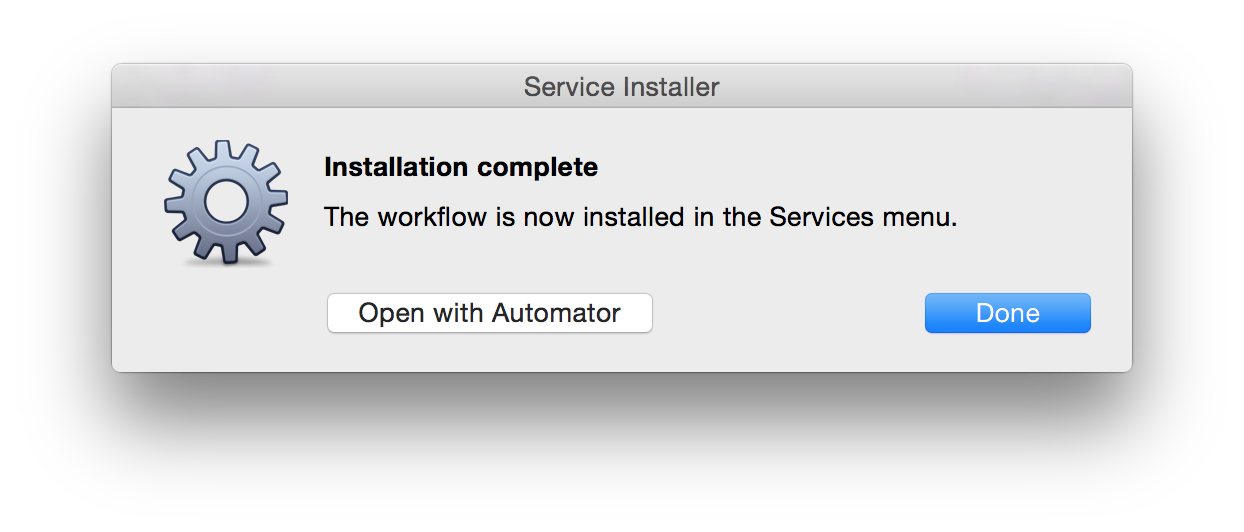 Service Installer
Installation complete
The workflow is now installed in the Services menu.
Open with Automator
Done